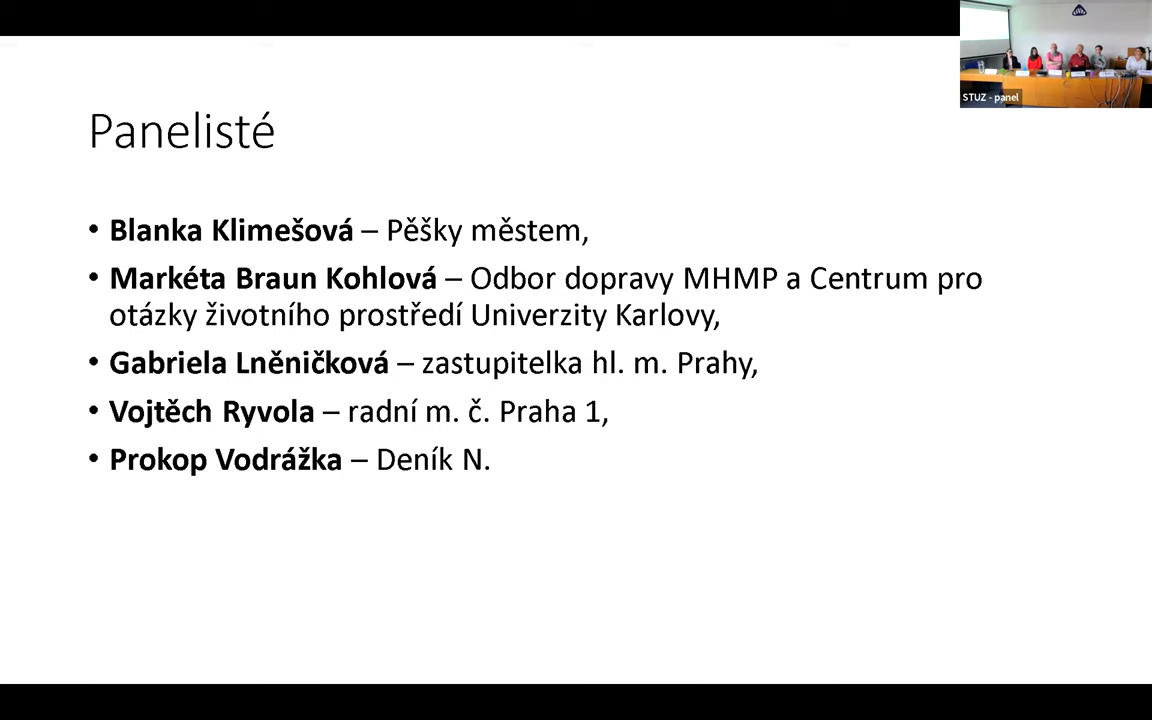 STUZ - panel
Panelisté
• Blanka Klimešová – Pěšky městem,
• Markéta Braun Kohlová – Odbor dopravy MHMP a Centrum pro
otázky životního prostředí Univerzity Karlovy,
• Gabriela Lněničková – zastupitelka hl. m. Prahy,
• Vojtěch Ryvola – radní m. č. Praha 1,
• Prokop Vodrážka – Deník N.